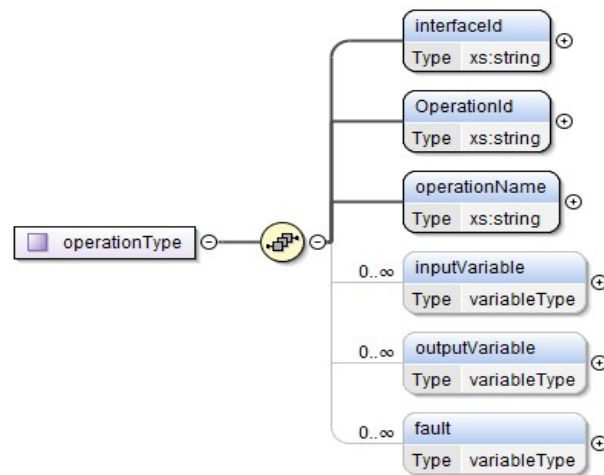 interfaceId
Type xs:string
OperationId
Type xs:string
operationName
Type xs:string
operationType
0..∞ inputVariable
Type variableType
0..∞ outputVariable
Type variableType
0..∞ fault
Type variableType